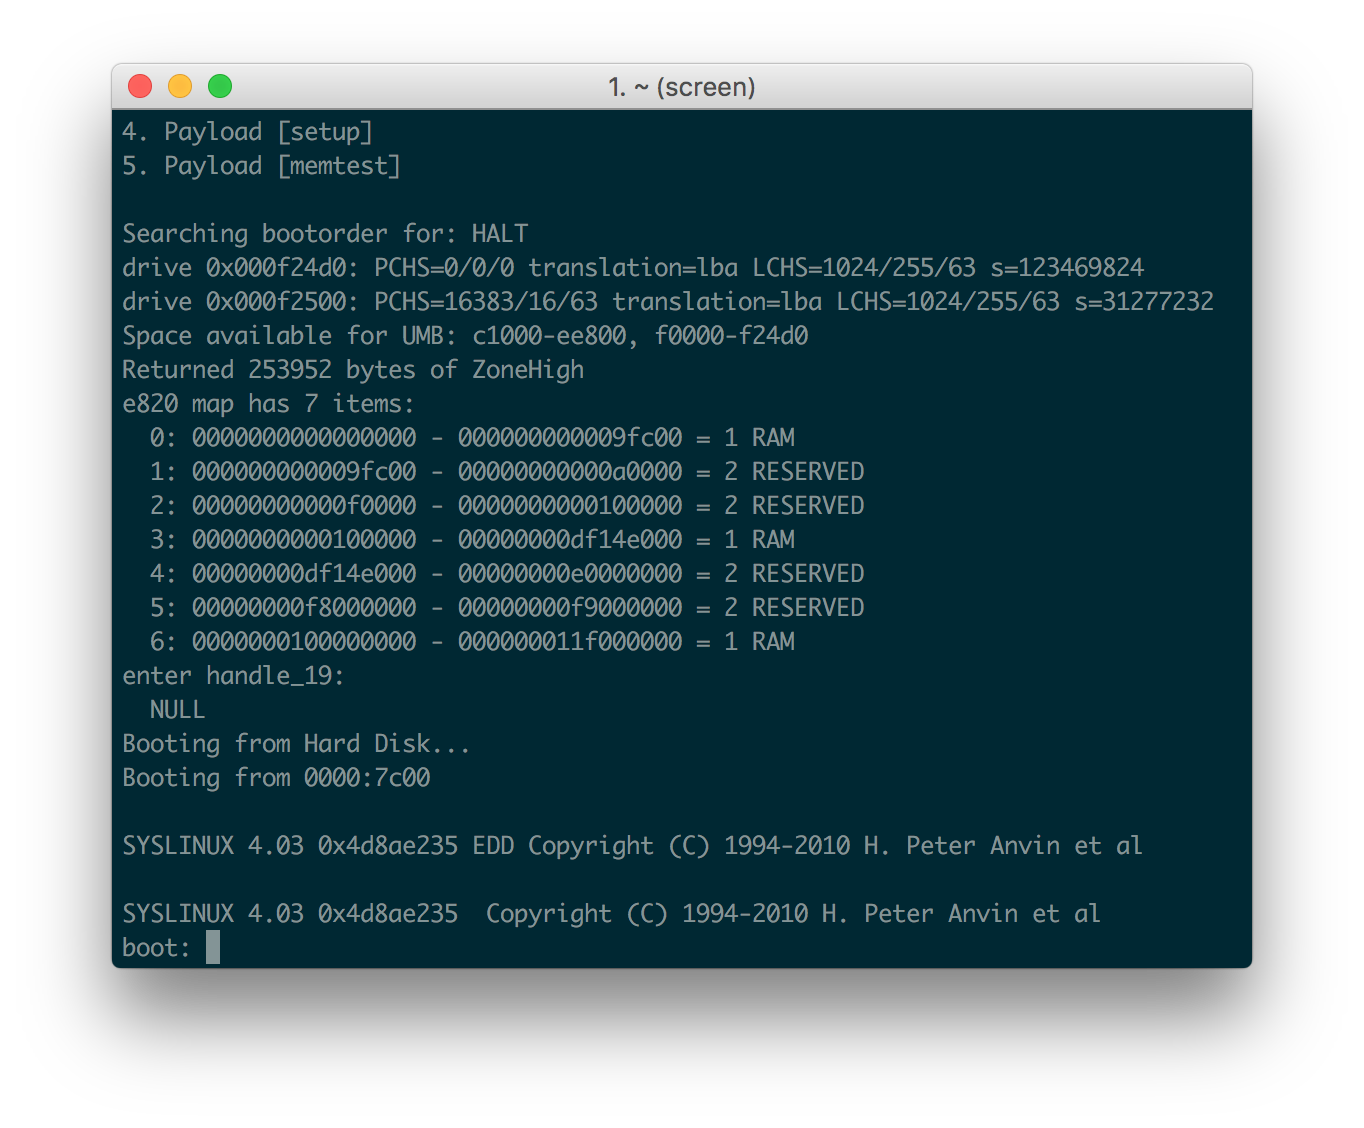 1. ~ (screen)
4. Payload [setup]
5. Payload [memtest]
Searching bootorder for: HALT
drive 0x000f24d0: PCHS=0/0/0 translation=lba LCHS=1024/255/63 s=123469824
drive 0x000f2500: PCHS=16383/16/63 translation=lba LCHS=1024/255/63 s=31277232
Space available for UMB: c1000-ee800, f0000-f24d0
Returned 253952 bytes of ZoneHigh
e820 map has 7 items:
  0: 0000000000000000 - 000000000009fc00 = 1 RAM
  1: 000000000009fc00 - 00000000000a0000 = 2 RESERVED
  2: 00000000000f0000 - 0000000000100000 = 2 RESERVED
  3: 0000000000100000 - 00000000df14e000 = 1 RAM
  4: 00000000df14e000 - 00000000e0000000 = 2 RESERVED
  5: 00000000f8000000 - 00000000f9000000 = 2 RESERVED
  6: 0000000100000000 - 000000011f000000 = 1 RAM
enter handle_19:
  NULL
Booting from Hard Disk...
Booting from 0000:7c00
SYSLINUX 4.03 0x4d8ae235 EDD Copyright (C) 1994-2010 H. Peter Anvin et al
SYSLINUX 4.03 0x4d8ae235  Copyright (C) 1994-2010 H. Peter Anvin et al
boot: